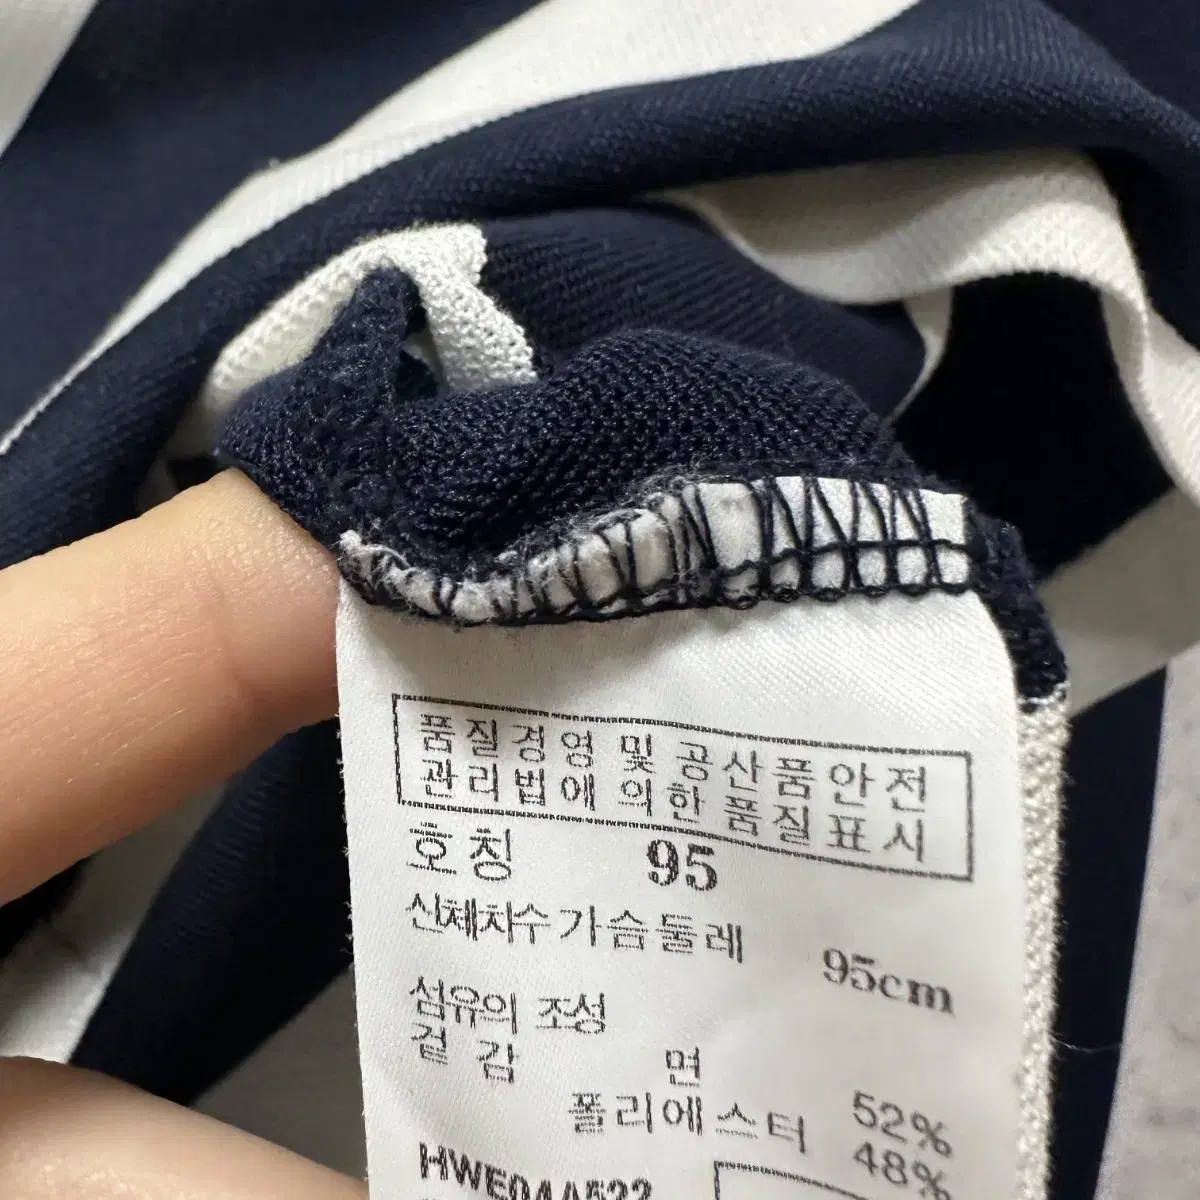 품질경영 및 공산품안전
관리법에 의한 품질표시
호칭 95
신체치수 가슴둘레 95cm
섬유의 조성
겉감 면 52%
폴리에스터 48%